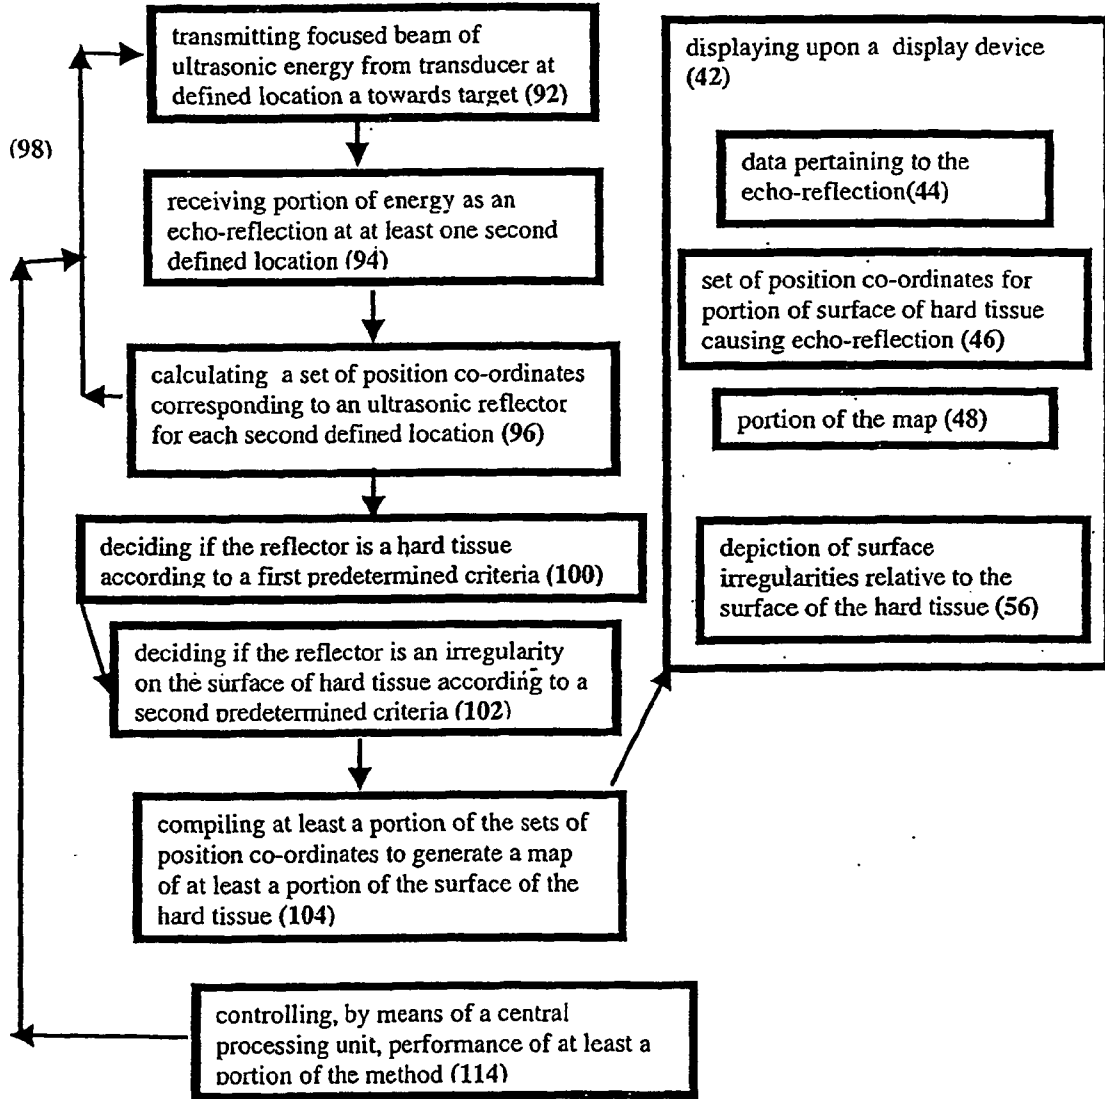 transmitting focused beam of
ultrasonic energy from transducer at
defined location a towards target (92)
(98)
receiving portion of energy as an
echo-reflection at at least one second
defined location (94)
calculating a set of position co-ordinates
corresponding to an ultrasonic reflector
for each second defined location (96)
deciding if the reflector is a hard tissue
according to a first predetermined criteria (100)
deciding if the reflector is an irregularity
on the surface of hard tissue according to a
second predetermined criteria (102)
compiling at least a portion of the sets of
position co-ordinates to generate a map
of at least a portion of the surface of the
hard tissue (104)
controlling, by means of a central
processing unit, performance of at least a
portion of the method (114)
displaying upon a display device
(42)
data pertaining to the
echo-reflection(44)
set of position co-ordinates for
portion of surface of hard tissue
causing echo-reflection (46)
portion of the map (48)
depiction of surface
irregularities relative to the
surface of the hard tissue (56)